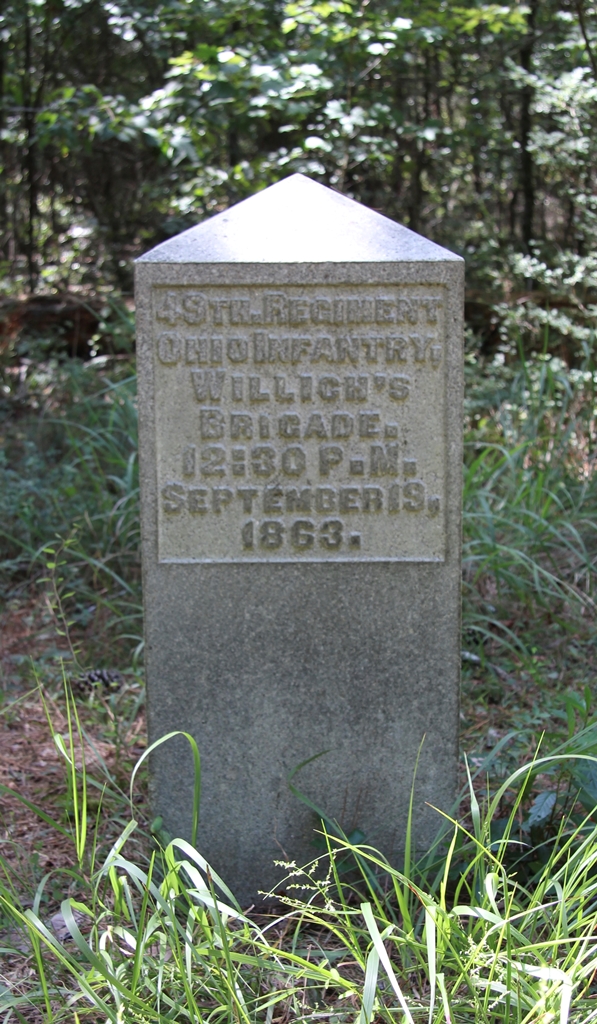 49th. Regiment
Ohio Infantry.
Willich's
Brigade.
12:30 P.M.
September 19,
1863.